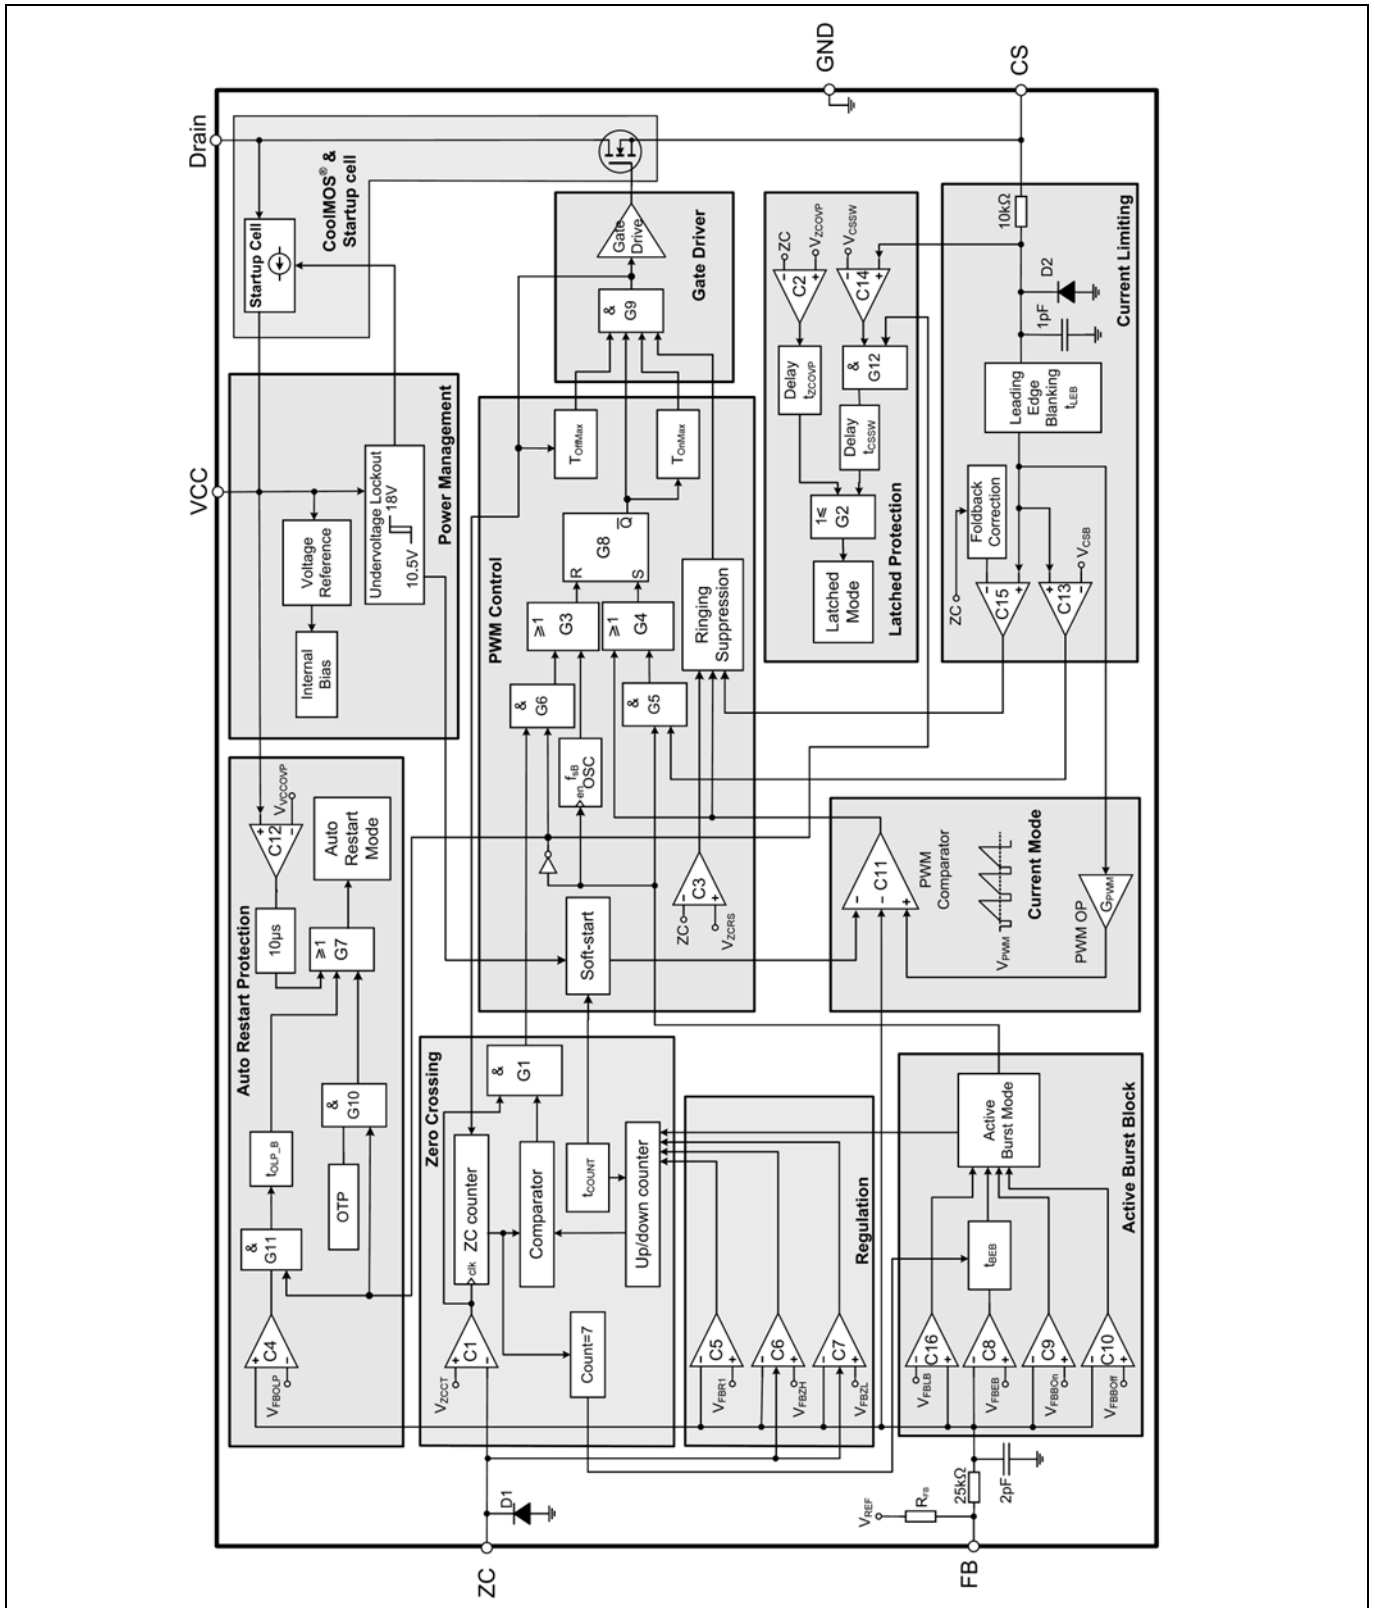 Drain
VCC
ZC
FB
GND
CS
CoolMOS® &
Startup cell
Startup Cell
Power Management
Voltage
Reference
Internal
Bias
Undervoltage Lockout
18V
10.5V
Auto Restart Protection
C12
VVCCOVP
10µs
≥1
G7
Auto
Restart
Mode
&
G10
OTP
tOLP_B
&
G11
C4
VFBOLP
Gate Driver
Gate
Drive
&
G9
PWM Control
TOffMax
TOnMax
G8
Q
R
S
≥1
G3
≥1
G4
&
G6
&
G5
fsB
OSC
en
Ringing
Suppression
Soft-start
C3
ZC
VZCRS
Zero Crossing
&
G1
ZC counter
clk
Comparator
tCOUNT
Up/down counter
Count=7
C1
VZCCT
D1
Latched Protection
C2
ZC
VZCOVP
C14
VCSSW
Delay
tZCOVP
&
G12
Delay
tCSSW
1≤
G2
Latched
Mode
Current Limiting
10kΩ
D2
1pF
Leading
Edge
Blanking
tLEB
Foldback
Correction
ZC
C15
C13
VCSB
Current Mode
C11
PWM
Comparator
VPWM
PWM OP
GPWM
Regulation
C5
VFBR1
C6
VFBZH
C7
VFBZL
Active Burst Block
Active
Burst Mode
tBEB
C16
VFBLB
C8
VFBEB
C9
VFBBOn
C10
VFBBOff
VREF
RFB
25kΩ
2pF